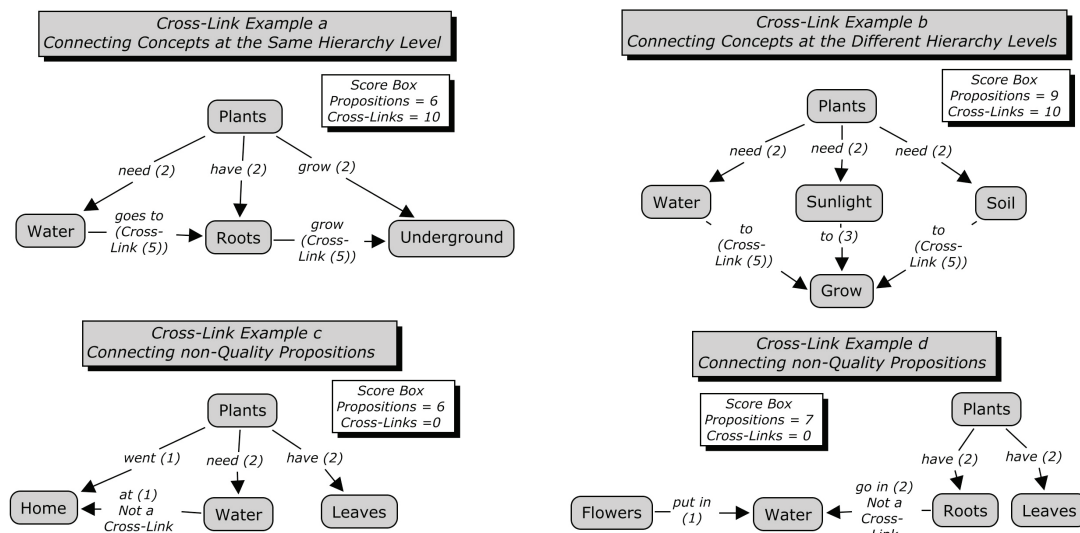 Cross-Link Example a
Connecting Concepts at the Same Hierarchy Level
Score Box
Propositions = 6
Cross-Links = 10
Plants
need (2)
have (2)
grow (2)
Water
goes to
(Cross-
Link (5))
Roots
grow
(Cross-
Link (5))
Underground
Cross-Link Example b
Connecting Concepts at the Different Hierarchy Levels
Score Box
Propositions = 9
Cross-Links = 10
Plants
need (2)
need (2)
need (2)
Water
Sunlight
Soil
to
(Cross-
Link (5))
to (3)
to
(Cross-
Link (5))
Grow
Cross-Link Example c
Connecting non-Quality Propositions
Score Box
Propositions = 6
Cross-Links =0
Plants
went (1)
need (2)
have (2)
Home
at (1)
Not a
Cross-Link
Water
Leaves
Cross-Link Example d
Connecting non-Quality Propositions
Score Box
Propositions = 7
Cross-Links = 0
Plants
have (2)
have (2)
Flowers
put in
(1)
Water
go in (2)
Not a
Cross-
Link
Roots
Leaves